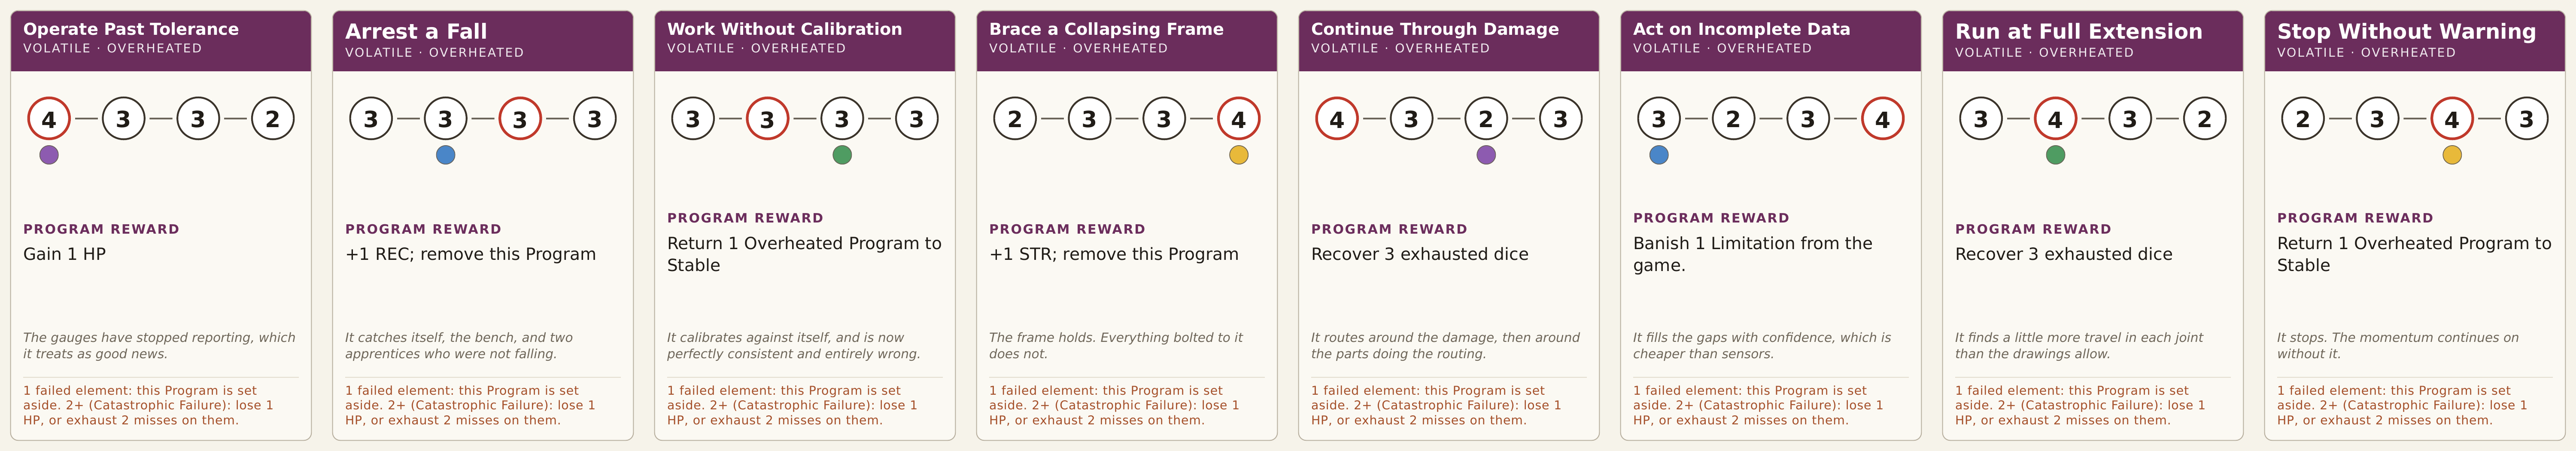 Operate Past Tolerance
VOLATILE · OVERHEATED
4 3 3 2
PROGRAM REWARD
Gain 1 HP
The gauges have stopped reporting, which
it treats as good news.
1 failed element: this Program is set
aside. 2+ (Catastrophic Failure): lose 1
HP, or exhaust 2 misses on them.
Arrest a Fall
VOLATILE · OVERHEATED
3 3 3 3
PROGRAM REWARD
+1 REC; remove this Program
It catches itself, the bench, and two
apprentices who were not falling.
1 failed element: this Program is set
aside. 2+ (Catastrophic Failure): lose 1
HP, or exhaust 2 misses on them.
Work Without Calibration
VOLATILE · OVERHEATED
3 3 3 3
PROGRAM REWARD
Return 1 Overheated Program to
Stable
It calibrates against itself, and is now
perfectly consistent and entirely wrong.
1 failed element: this Program is set
aside. 2+ (Catastrophic Failure): lose 1
HP, or exhaust 2 misses on them.
Brace a Collapsing Frame
VOLATILE · OVERHEATED
2 3 3 4
PROGRAM REWARD
+1 STR; remove this Program
The frame holds. Everything bolted to it
does not.
1 failed element: this Program is set
aside. 2+ (Catastrophic Failure): lose 1
HP, or exhaust 2 misses on them.
Continue Through Damage
VOLATILE · OVERHEATED
4 3 2 3
PROGRAM REWARD
Recover 3 exhausted dice
It routes around the damage, then around
the parts doing the routing.
1 failed element: this Program is set
aside. 2+ (Catastrophic Failure): lose 1
HP, or exhaust 2 misses on them.
Act on Incomplete Data
VOLATILE · OVERHEATED
3 2 3 4
PROGRAM REWARD
Banish 1 Limitation from the
game.
It fills the gaps with confidence, which is
cheaper than sensors.
1 failed element: this Program is set
aside. 2+ (Catastrophic Failure): lose 1
HP, or exhaust 2 misses on them.
Run at Full Extension
VOLATILE · OVERHEATED
3 4 3 2
PROGRAM REWARD
Recover 3 exhausted dice
It finds a little more travel in each joint
than the drawings allow.
1 failed element: this Program is set
aside. 2+ (Catastrophic Failure): lose 1
HP, or exhaust 2 misses on them.
Stop Without Warning
VOLATILE · OVERHEATED
2 3 4 3
PROGRAM REWARD
Return 1 Overheated Program to
Stable
It stops. The momentum continues on
without it.
1 failed element: this Program is set
aside. 2+ (Catastrophic Failure): lose 1
HP, or exhaust 2 misses on them.